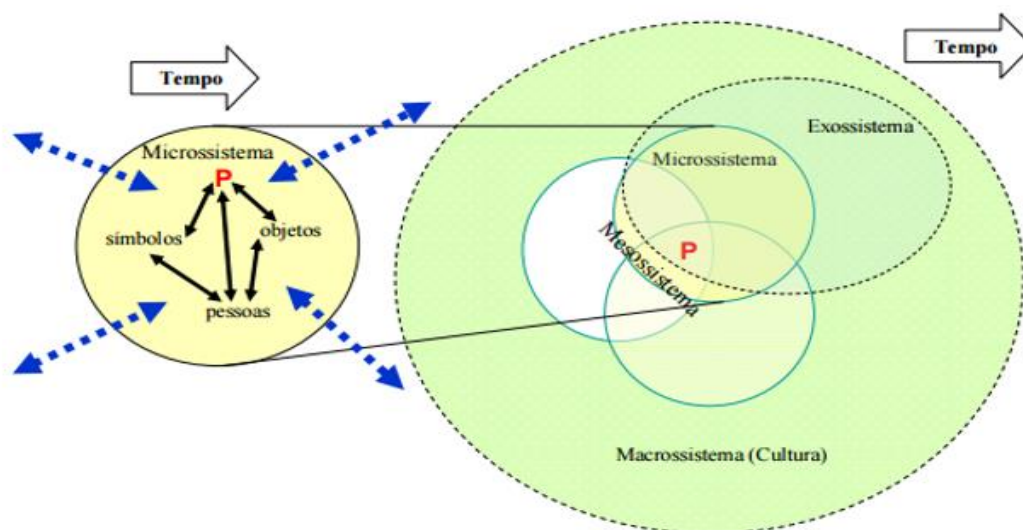 Tempo
Microssistema
P
símbolos
objetos
pessoas
Tempo
Exossistema
Microssistema
P
Mesossistema
Macrossistema (Cultura)